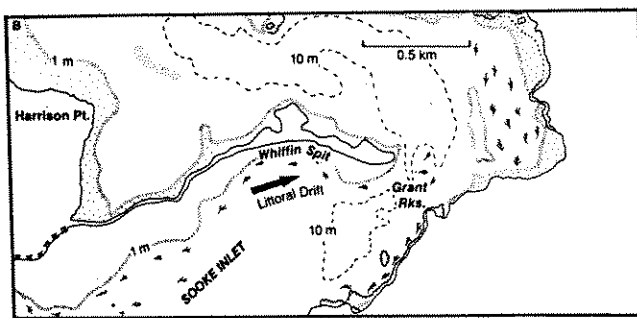 B
1 m
10 m
0.5 km
Harrison Pt.
Whiffin Spit
Littoral Drift
Grant
Rks.
10 m
1 m
SOOKE INLET